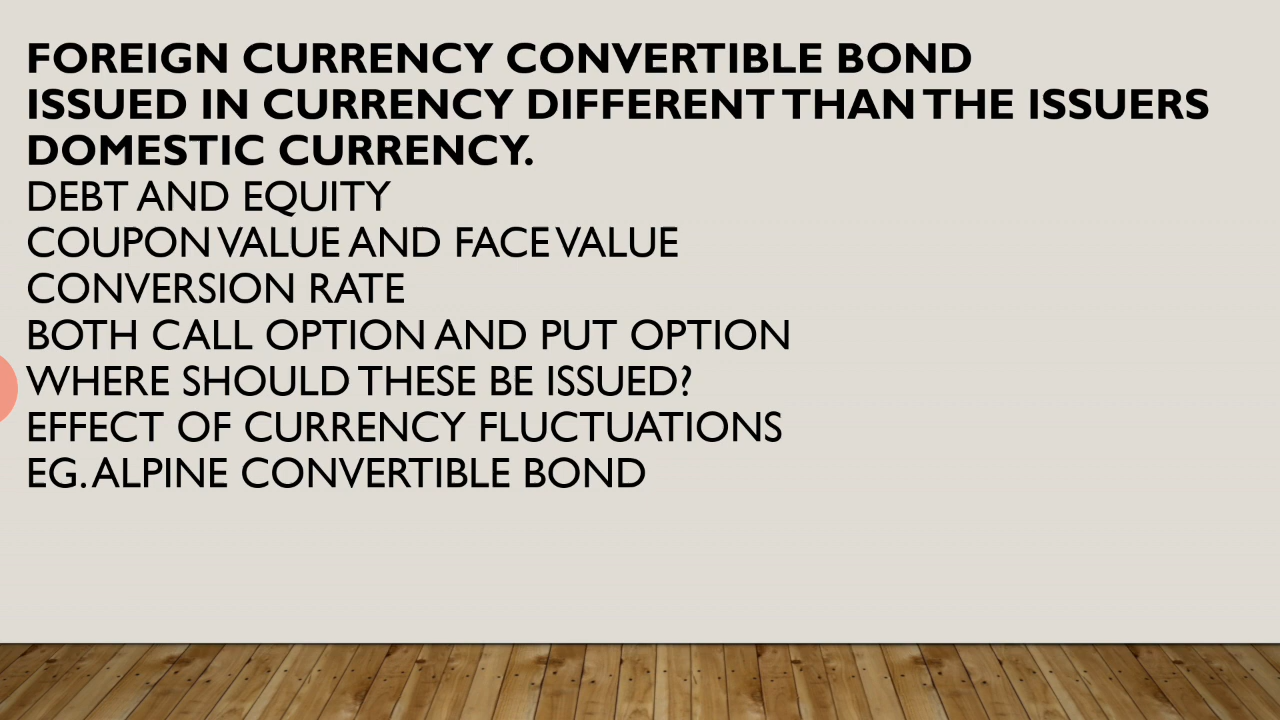 FOREIGN CURRENCY CONVERTIBLE BOND
ISSUED IN CURRENCY DIFFERENT THAN THE ISSUERS
DOMESTIC CURRENCY.
DEBT AND EQUITY
COUPON VALUE AND FACE VALUE
CONVERSION RATE
BOTH CALL OPTION AND PUT OPTION
WHERE SHOULD THESE BE ISSUED?
EFFECT OF CURRENCY FLUCTUATIONS
EG. ALPINE CONVERTIBLE BOND